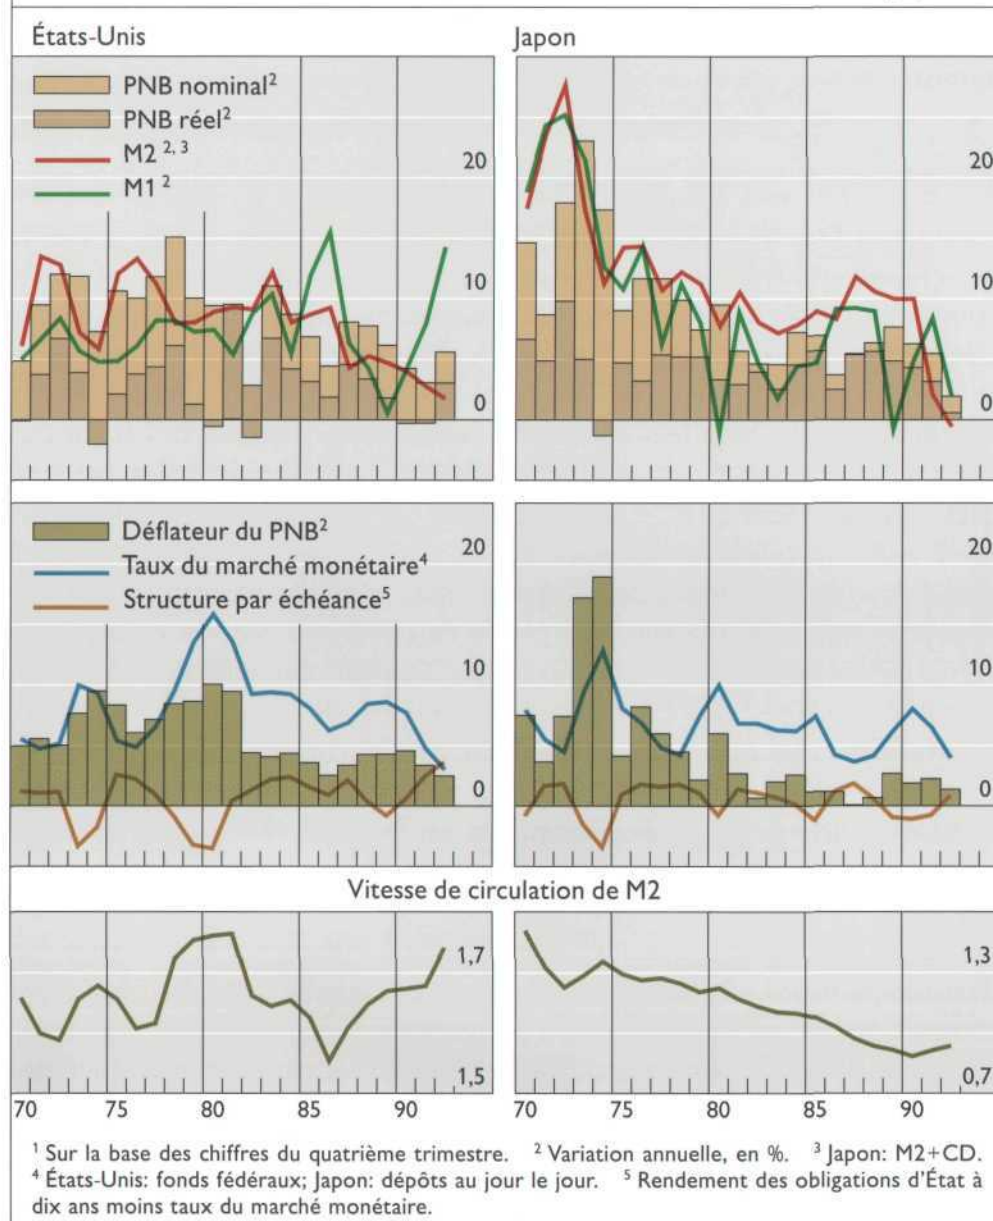 États-Unis
Japon
PNB nominal²
PNB réel²
M2 ²,³
M1 ²
20
10
0
20
10
0
Déflateur du PNB²
Taux du marché monétaire⁴
Structure par échéance⁵
20
10
0
20
10
0
Vitesse de circulation de M2
1,7
1,5
1,3
0,7
70 75 80 85 90
70 75 80 85 90
¹ Sur la base des chiffres du quatrième trimestre. ² Variation annuelle, en %. ³ Japon: M2+CD.
⁴ États-Unis: fonds fédéraux; Japon: dépôts au jour le jour. ⁵ Rendement des obligations d'État à
dix ans moins taux du marché monétaire.